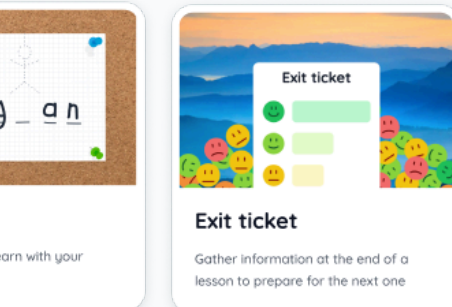 an
earn with your
Exit ticket
Exit ticket
Gather information at the end of a
lesson to prepare for the next one